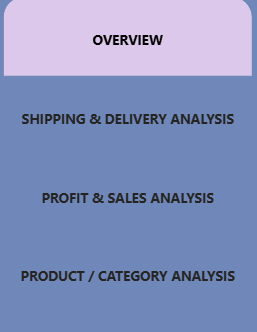 OVERVIEW
SHIPPING & DELIVERY ANALYSIS
PROFIT & SALES ANALYSIS
PRODUCT / CATEGORY ANALYSIS